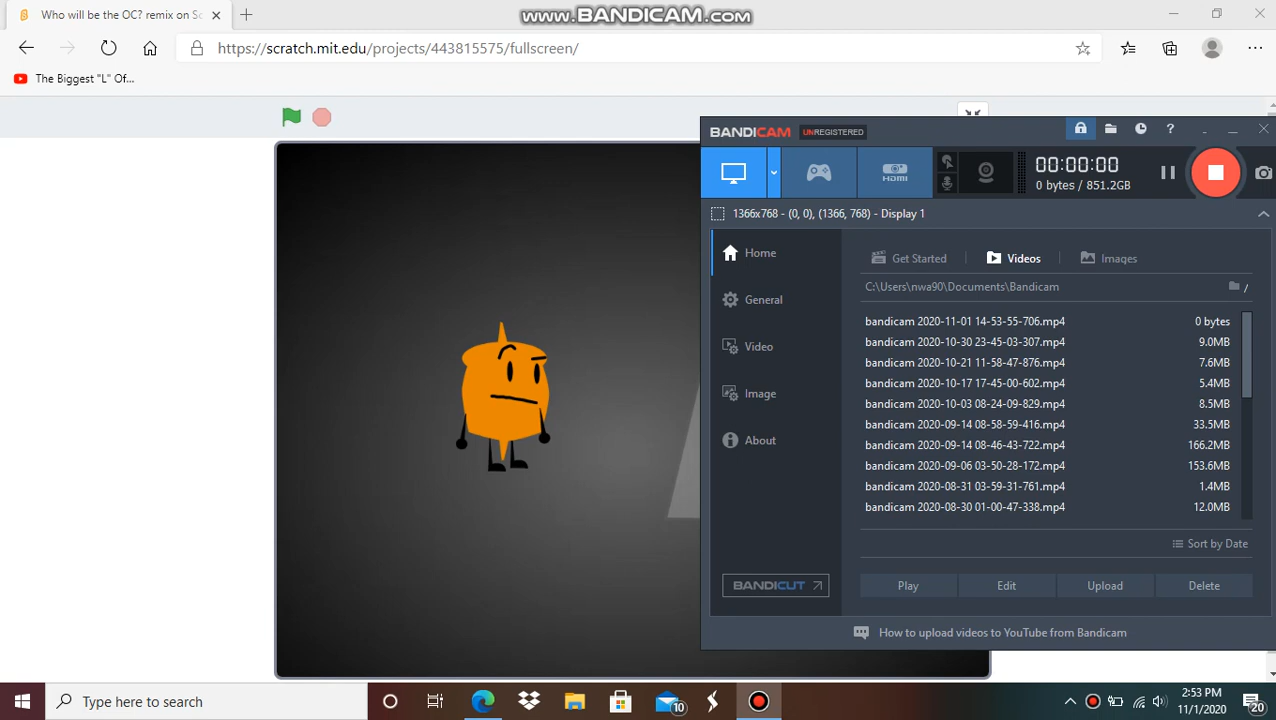 Who will be the OC? remix on Sc
www.BANDICAM.com
https://scratch.mit.edu/projects/443815575/fullscreen/
The Biggest "L" Of...
BANDICAM UNREGISTERED
HDMI
00:00:00
0 bytes / 851.2GB
1366x768 - (0, 0), (1366, 768) - Display 1
Home
General
Video
Image
About
BANDICUT
Get Started
Videos
Images
C:\Users\nwa90\Documents\Bandicam
/
bandicam 2020-11-01 14-53-55-706.mp4 0 bytes
bandicam 2020-10-30 23-45-03-307.mp4 9.0MB
bandicam 2020-10-21 11-58-47-876.mp4 7.6MB
bandicam 2020-10-17 17-45-00-602.mp4 5.4MB
bandicam 2020-10-03 08-24-09-829.mp4 8.5MB
bandicam 2020-09-14 08-58-59-416.mp4 33.5MB
bandicam 2020-09-14 08-46-43-722.mp4 166.2MB
bandicam 2020-09-06 03-50-28-172.mp4 153.6MB
bandicam 2020-08-31 03-59-31-761.mp4 1.4MB
bandicam 2020-08-30 01-00-47-338.mp4 12.0MB
Sort by Date
Play Edit Upload Delete
How to upload videos to YouTube from Bandicam
Type here to search
10
2:53 PM
11/1/2020
20